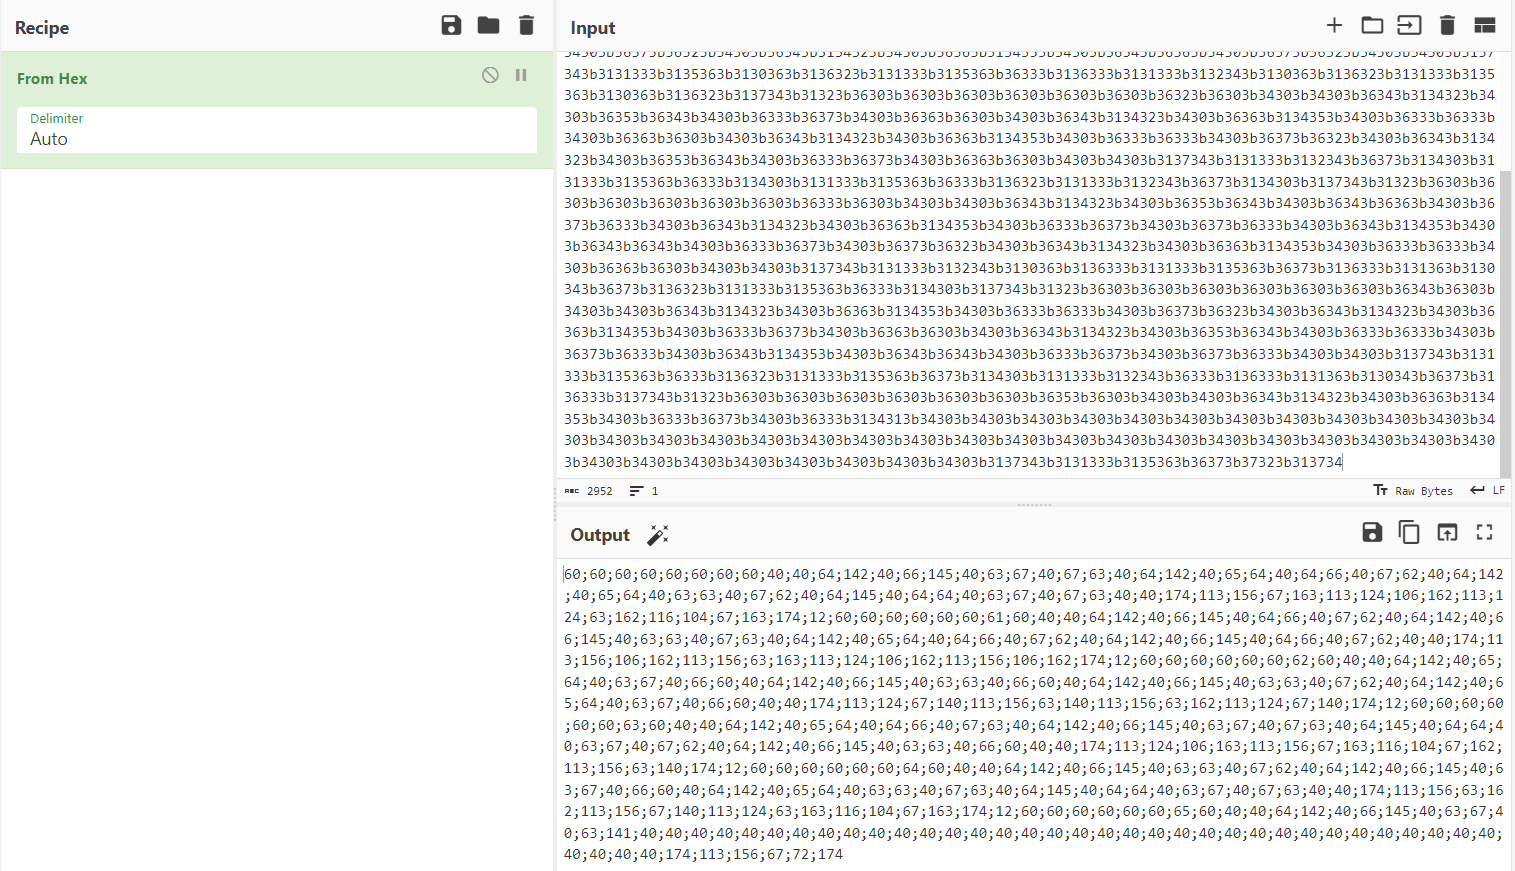 Recipe
From Hex
Delimiter
Auto
Input
343b3131333b3135363b3130363b3136323b3131333b3135363b36333b3136333b3131333b3132343b3130363b3136323b3131333b3135
363b3130363b3136323b3137343b31323b36303b36303b36303b36303b36303b36303b36323b36303b34303b34303b36343b3134323b34
303b36353b36343b34303b36333b36373b34303b36363b36303b34303b36343b3134323b34303b36363b3134353b34303b36333b36333b
34303b36363b36303b34303b36343b3134323b34303b36363b3134353b34303b36333b36333b34303b36373b36323b34303b36343b3134
323b34303b36353b36343b34303b36333b36373b34303b36363b36303b34303b34303b3137343b3131333b3132343b36373b3134303b31
31333b3135363b36333b3134303b3131333b3135363b36333b3136323b3131333b3132343b36373b3134303b3137343b31323b36303b36
303b36303b36303b36303b36303b36333b36303b34303b34303b36343b3134323b34303b36353b36343b34303b36343b36363b34303b36
373b36333b34303b36343b3134323b34303b36363b3134353b34303b36333b36373b34303b36373b36333b34303b36343b3134353b3430
3b36343b36343b34303b36333b36373b34303b36373b36323b34303b36343b3134323b34303b36363b3134353b34303b36333b36333b34
303b36363b36303b34303b34303b3137343b3131333b3132343b3130363b3136333b3131333b3135363b36373b3136333b3131363b3130
343b36373b3136323b3131333b3135363b36333b3134303b3137343b31323b36303b36303b36303b36303b36303b36303b36343b36303b
34303b34303b36343b3134323b34303b36363b3134353b34303b36333b36333b34303b36373b36323b34303b36343b3134323b34303b36
363b3134353b34303b36333b36373b34303b36363b36303b34303b36343b3134323b34303b36353b36343b34303b36333b36333b34303b
36373b36333b34303b36343b3134353b34303b36343b36343b34303b36333b36373b34303b36373b36333b34303b34303b3137343b3131
333b3135363b36333b3136323b3131333b3135363b36373b3134303b3131333b3132343b36333b3136333b3131363b3130343b36373b31
36333b3137343b31323b36303b36303b36303b36303b36303b36303b36353b36303b34303b34303b36343b3134323b34303b36363b3134
353b34303b36333b36373b34303b36333b3134313b34303b34303b34303b34303b34303b34303b34303b34303b34303b34303b34303b34
303b34303b34303b34303b34303b34303b34303b34303b34303b34303b34303b34303b34303b34303b34303b34303b34303b34303b3430
3b34303b34303b34303b34303b34303b34303b34303b34303b3137343b3131333b3135363b36373b37323b313734
2952
1
Raw Bytes
LF
Output
60;60;60;60;60;60;60;60;40;40;64;142;40;66;145;40;63;67;40;67;63;40;64;142;40;65;64;40;64;66;40;67;62;40;64;142
;40;65;64;40;63;63;40;67;62;40;64;145;40;64;64;40;63;67;40;67;63;40;40;174;113;156;67;163;113;124;106;162;113;1
24;63;162;116;104;67;163;174;12;60;60;60;60;60;60;61;60;40;40;64;142;40;66;145;40;64;66;40;67;62;40;64;142;40;6
6;145;40;63;63;40;67;63;40;64;142;40;65;64;40;64;66;40;67;62;40;64;142;40;66;145;40;64;66;40;67;62;40;40;174;11
3;156;106;162;113;156;63;163;113;124;106;162;113;156;106;162;174;12;60;60;60;60;60;60;62;60;40;40;64;142;40;65;
64;40;63;67;40;66;60;40;64;142;40;66;145;40;63;63;40;66;60;40;64;142;40;66;145;40;63;63;40;67;62;40;64;142;40;6
5;64;40;63;67;40;66;60;40;40;174;113;124;67;140;113;156;63;140;113;156;63;162;113;124;67;140;174;12;60;60;60;60
;60;60;63;60;40;40;64;142;40;65;64;40;64;66;40;67;63;40;64;142;40;66;145;40;63;67;40;67;63;40;64;145;40;64;64;4
0;63;67;40;67;62;40;64;142;40;66;145;40;63;63;40;66;60;40;40;174;113;124;106;163;113;156;67;163;116;104;67;162;
113;156;63;140;174;12;60;60;60;60;60;60;64;60;40;40;64;142;40;66;145;40;63;63;40;67;62;40;64;142;40;66;145;40;6
3;67;40;66;60;40;64;142;40;65;64;40;63;63;40;67;63;40;64;145;40;64;64;40;63;67;40;67;63;40;40;174;113;156;63;16
2;113;156;67;140;113;124;63;163;116;104;67;163;174;12;60;60;60;60;60;60;65;60;40;40;64;142;40;66;145;40;63;67;4
0;63;141;40;40;40;40;40;40;40;40;40;40;40;40;40;40;40;40;40;40;40;40;40;40;40;40;40;40;40;40;40;40;40;40;40;40;
40;40;40;40;174;113;156;67;72;174